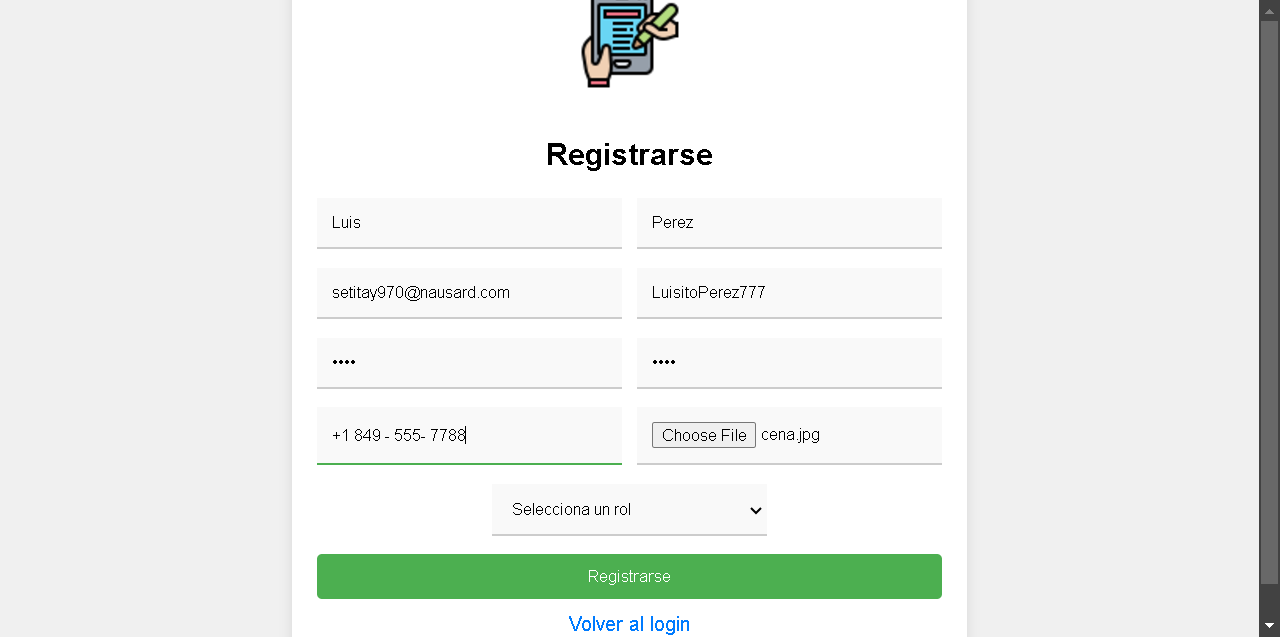 Registrarse
Luis
Perez
setitay970@nausard.com
LuisitoPerez777
••••
••••
+1 849 - 555- 7788
Choose File cena.jpg
Selecciona un rol
Registrarse
Volver al login